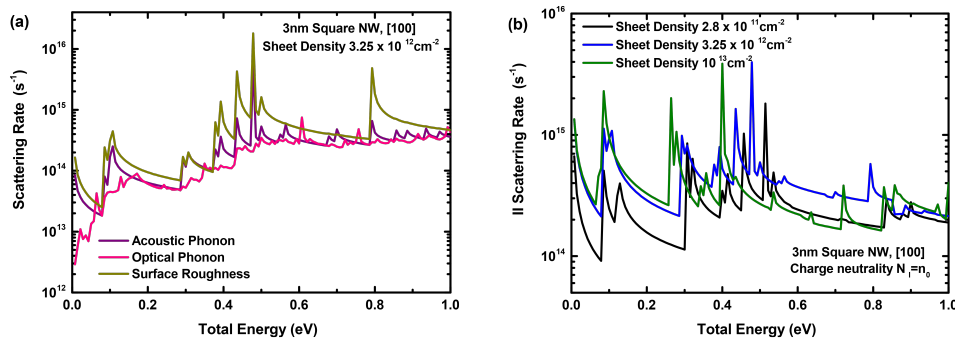 (a)
3nm Square NW, [100]
Sheet Density 3.25 x 10 12cm-2
Scattering Rate (s-1)
10 16
10 15
10 14
10 13
10 12
Acoustic Phonon
Optical Phonon
Surface Roughness
0.0 0.2 0.4 0.6 0.8 1.0
Total Energy (eV)
(b)
Sheet Density 2.8 x 10 11cm-2
Sheet Density 3.25 x 10 12cm-2
Sheet Density 10 13cm-2
II Scaterring Rate (s-1)
10 15
10 14
3nm Square NW, [100]
Charge neutrality N I=n0
0.0 0.2 0.4 0.6 0.8 1.0
Total Energy (eV)